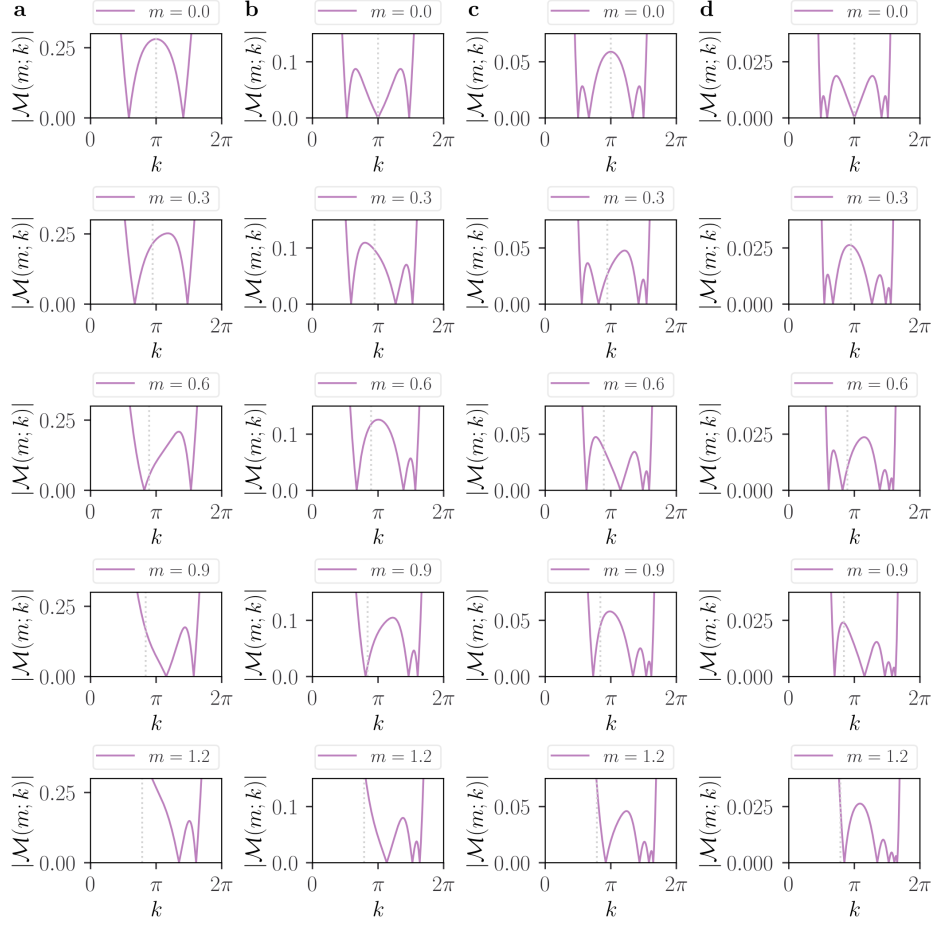 a b c d
m = 0.0 m = 0.0 m = 0.0 m = 0.0
|ℳ(m; k)| 0.25 0.00 |ℳ(m; k)| 0.1 0.0 |ℳ(m; k)| 0.05 0.00 |ℳ(m; k)| 0.025 0.000
0 π 2π 0 π 2π 0 π 2π 0 π 2π
k k k k
m = 0.3 m = 0.3 m = 0.3 m = 0.3
|ℳ(m; k)| 0.25 0.00 |ℳ(m; k)| 0.1 0.0 |ℳ(m; k)| 0.05 0.00 |ℳ(m; k)| 0.025 0.000
0 π 2π 0 π 2π 0 π 2π 0 π 2π
k k k k
m = 0.6 m = 0.6 m = 0.6 m = 0.6
|ℳ(m; k)| 0.25 0.00 |ℳ(m; k)| 0.1 0.0 |ℳ(m; k)| 0.05 0.00 |ℳ(m; k)| 0.025 0.000
0 π 2π 0 π 2π 0 π 2π 0 π 2π
k k k k
m = 0.9 m = 0.9 m = 0.9 m = 0.9
|ℳ(m; k)| 0.25 0.00 |ℳ(m; k)| 0.1 0.0 |ℳ(m; k)| 0.05 0.00 |ℳ(m; k)| 0.025 0.000
0 π 2π 0 π 2π 0 π 2π 0 π 2π
k k k k
m = 1.2 m = 1.2 m = 1.2 m = 1.2
|ℳ(m; k)| 0.25 0.00 |ℳ(m; k)| 0.1 0.0 |ℳ(m; k)| 0.05 0.00 |ℳ(m; k)| 0.025 0.000
0 π 2π 0 π 2π 0 π 2π 0 π 2π
k k k k